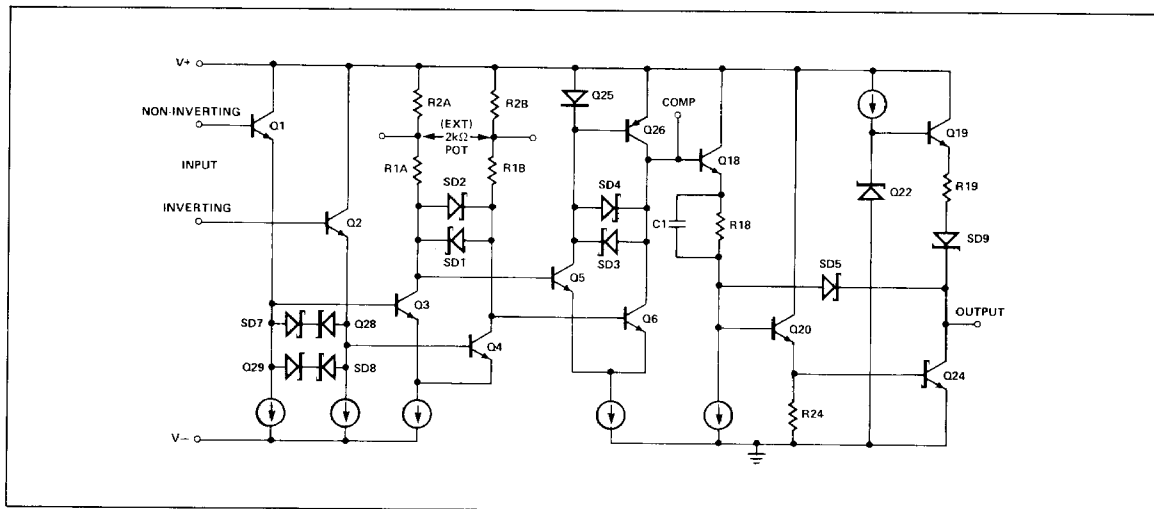 V+
NON-INVERTING
INPUT
INVERTING
Q1
Q2
R2A
R2B
(EXT)
2kΩ
POT
R1A
R1B
SD2
SD1
Q25
Q26
COMP
SD4
SD3
Q18
C1
R18
Q19
Q22
R19
SD9
SD5
Q3
Q4
Q5
Q6
SD7
Q28
Q29
SD8
Q20
OUTPUT
Q24
R24
V−